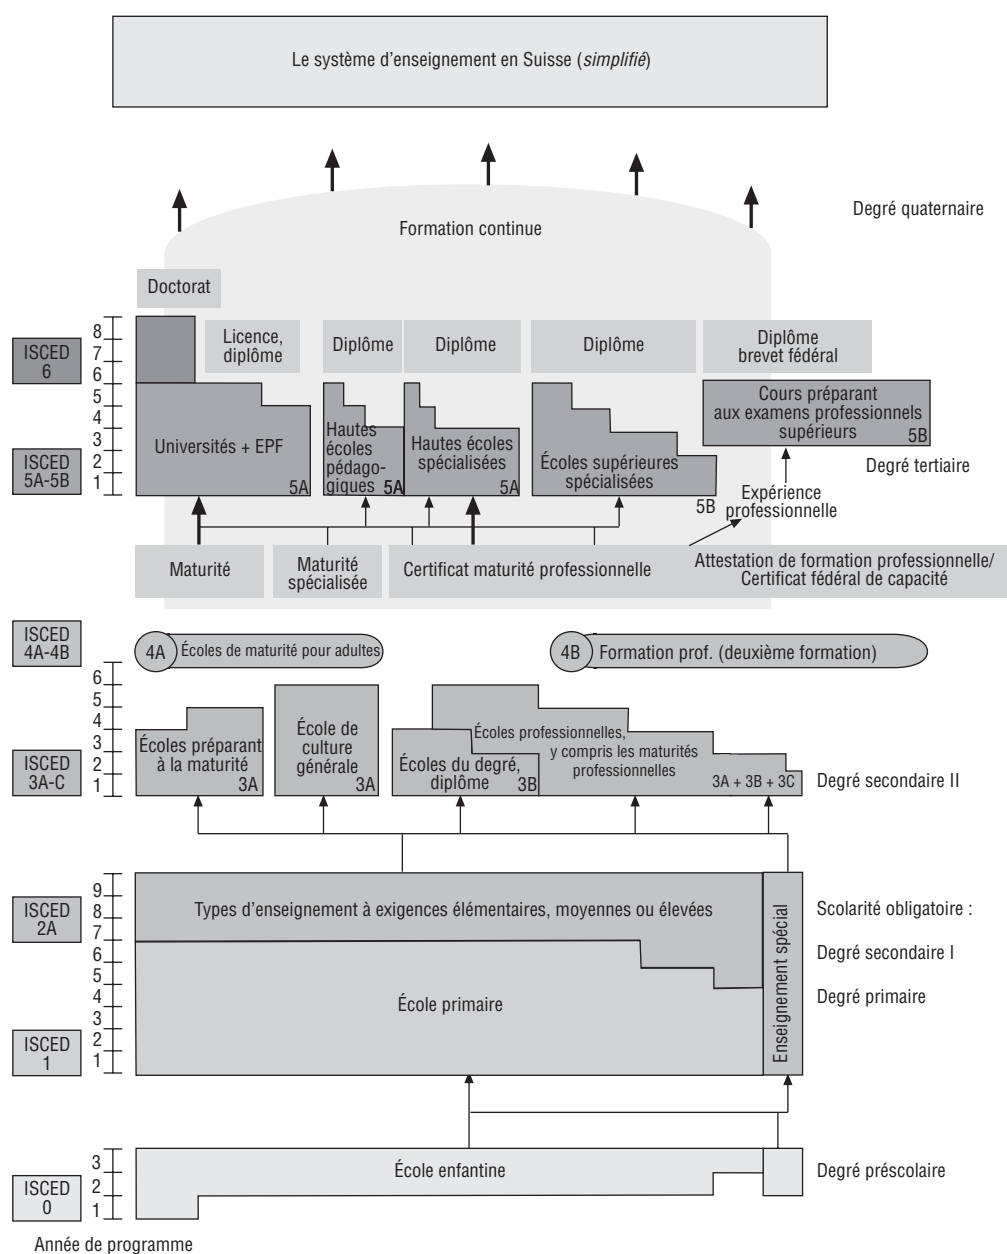 Le système d'enseignement en Suisse (simplifié)
Degré quaternaire
Formation continue
Doctorat
Licence,
diplôme
Diplôme
Diplôme
Diplôme
Diplôme
brevet fédéral
ISCED
6
8
7
6
5
4
3
2
1
ISCED
5A-5B
Universités + EPF
5A
Hautes
écoles
pédago-
giques
5A
Hautes écoles
spécialisées
5A
Écoles supérieures
spécialisées
5B
Cours préparant
aux examens professionnels
supérieurs
5B
Degré tertiaire
Expérience
professionnelle
Maturité
Maturité
spécialisée
Certificat maturité professionnelle
Attestation de formation professionnelle/
Certificat fédéral de capacité
ISCED
4A-4B
4A
Écoles de maturité pour adultes
4B
Formation prof. (deuxième formation)
6
5
4
3
2
1
ISCED
3A-C
Écoles préparant
à la maturité
3A
École de
culture
générale
3A
Écoles du degré,
diplôme
3B
Écoles professionnelles,
y compris les maturités
professionnelles
3A + 3B + 3C
Degré secondaire II
9
8
7
6
5
4
3
2
1
ISCED
2A
Types d'enseignement à exigences élémentaires, moyennes ou élevées
Enseignement spécial
Scolarité obligatoire :
Degré secondaire I
Degré primaire
École primaire
ISCED
1
3
2
1
ISCED
0
École enfantine
Degré préscolaire
Année de programme